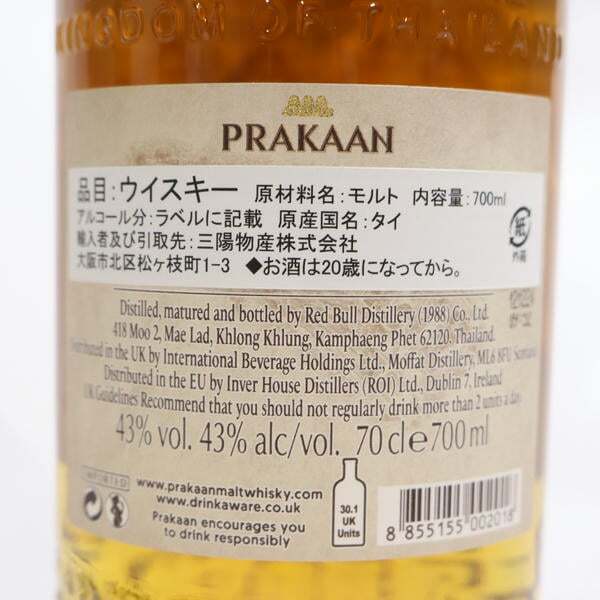 KINGDOM OF THAILAND
PRAKAAN
品目:ウイスキー 原材料名:モルト 内容量:700ml
アルコール分:ラベルに記載 原産国名:タイ
輸入者及び引取先:三陽物産株式会社
大阪市北区松ヶ枝町1-3 ◆お酒は20歳になってから。
紙
外箱
Distilled, matured and bottled by Red Bull Distillery (1988) Co., Ltd.
418 Moo 2, Mae Lad, Khlong Khlung, Kamphaeng Phet 62120. Thailand.
Distributed in the UK by International Beverage Holdings Ltd., Moffat Distillery, ML6 8FU Scotland
Distributed in the EU by Inver House Distillers (ROI) Ltd., Dublin 7. Ireland
UK Guidelines Recommend that you should not regularly drink more than 2 units a day.
43% vol. 43% alc/vol. 70 cl e 700 ml
IMPORTED
www.prakaanmaltwhisky.com
www.drinkaware.co.uk
Prakaan encourages you
to drink responsibly
30.1
UK
Units
8 855155 002018